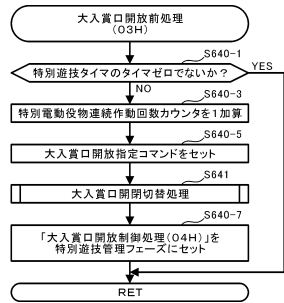 大入賞口開放前処理
(03H)
S640-1
特別遊技タイマのタイマゼロでないか?
YES
NO
S640-3
特別電動役物連続作動回数カウンタを1加算
S640-5
大入賞口開放指定コマンドをセット
S641
大入賞口開閉切替処理
S640-7
「大入賞口開放制御処理(04H)」を
特別遊技管理フェーズにセット
RET